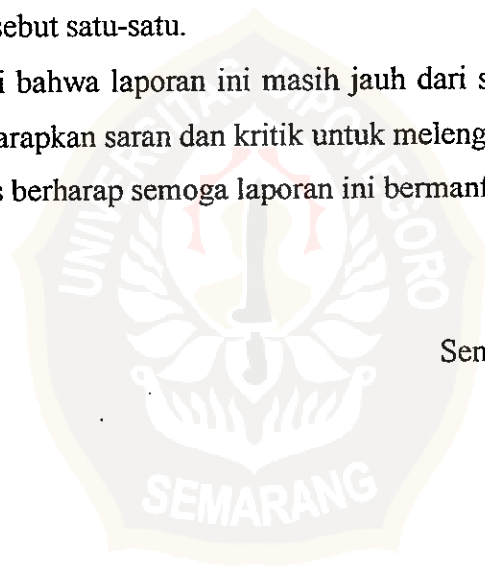 sebut satu-satu.
i bahwa laporan ini masih jauh dari s
arapkan saran dan kritik untuk meleng
s berharap semoga laporan ini bermanf
Sem
UNIVERSITAS DIPONEGORO
SEMARANG